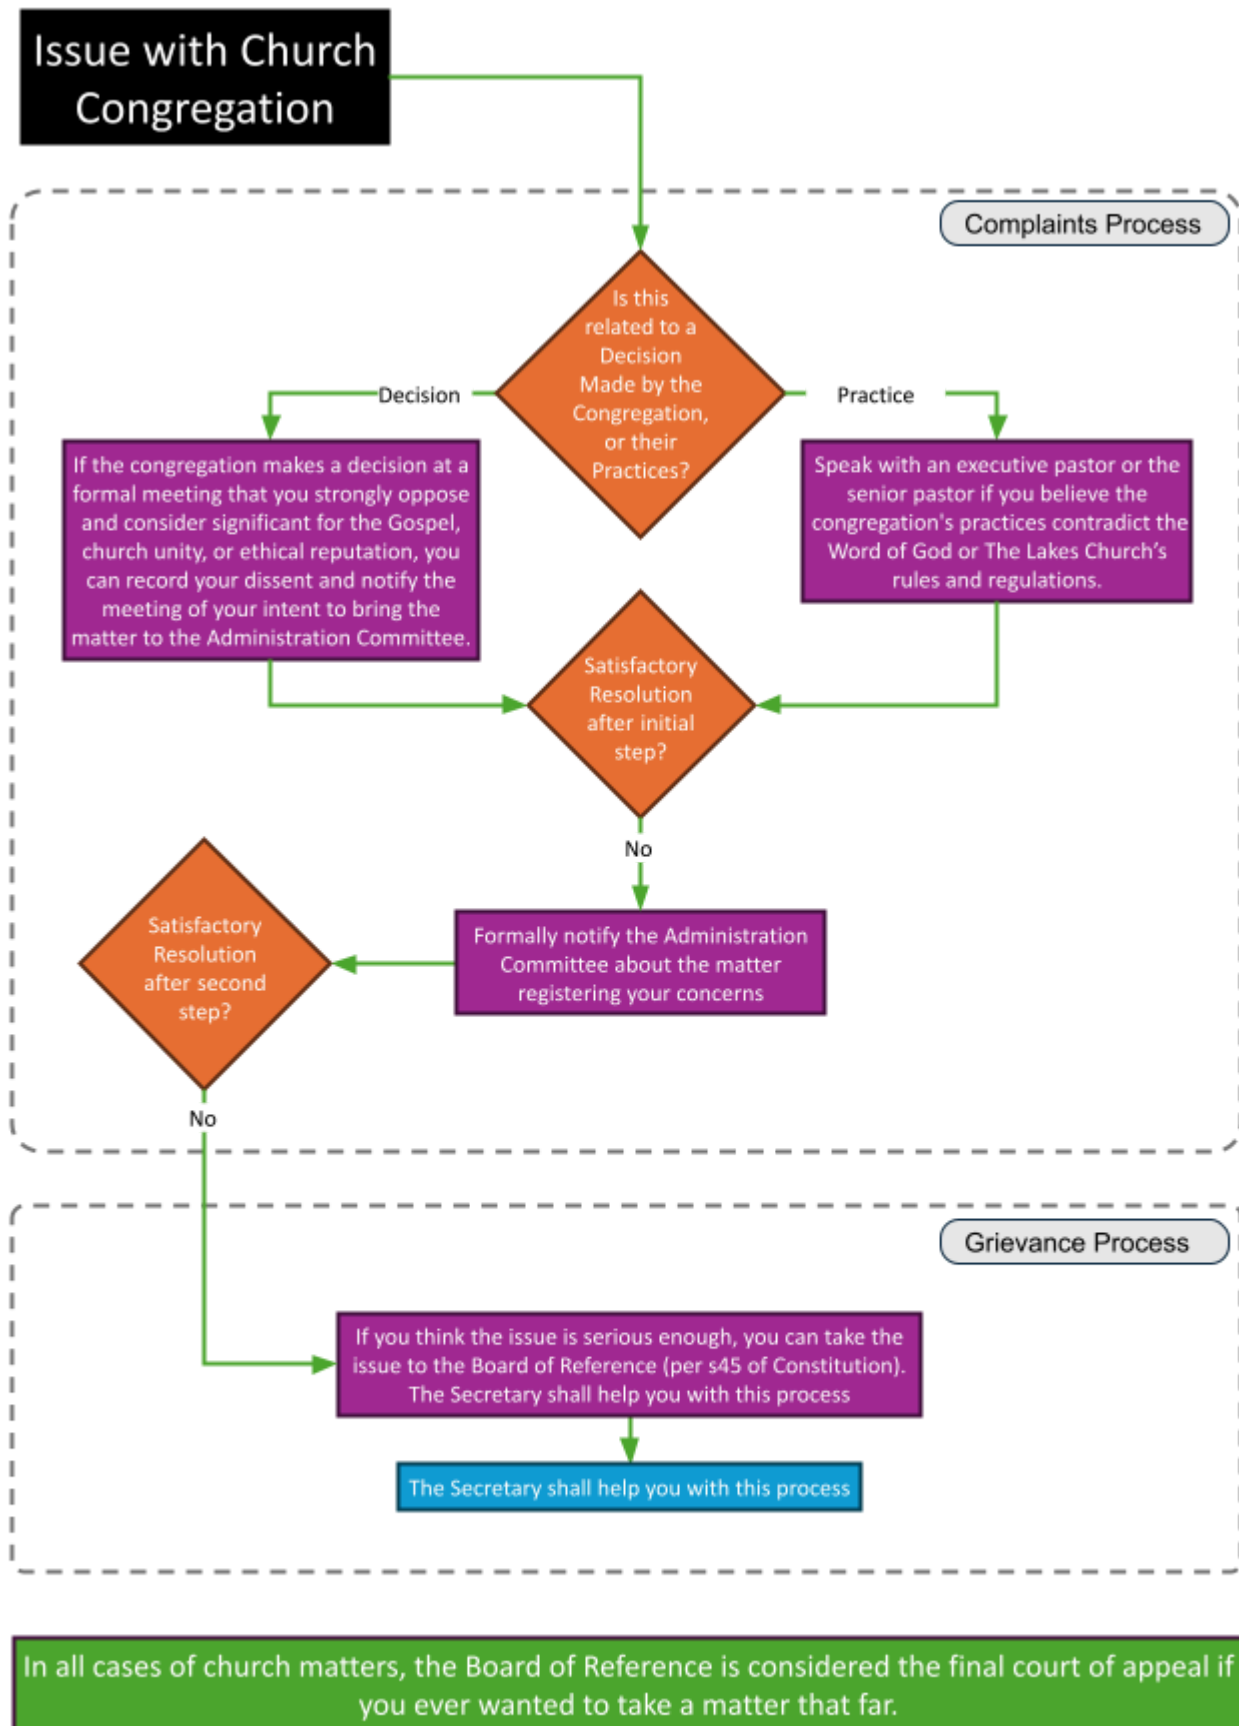 Issue with Church
Congregation
Complaints Process
Is this
related to a
Decision
Made by the
Congregation,
or their
Practices?
Decision
Practice
If the congregation makes a decision at a
formal meeting that you strongly oppose
and consider significant for the Gospel,
church unity, or ethical reputation, you
can record your dissent and notify the
meeting of your intent to bring the
matter to the Administration Committee.
Speak with an executive pastor or the
senior pastor if you believe the
congregation's practices contradict the
Word of God or The Lakes Church’s
rules and regulations.
Satisfactory
Resolution
after initial
step?
No
Formally notify the Administration
Committee about the matter
registering your concerns
Satisfactory
Resolution
after second
step?
No
Grievance Process
If you think the issue is serious enough, you can take the
issue to the Board of Reference (per s45 of Constitution).
The Secretary shall help you with this process
The Secretary shall help you with this process
In all cases of church matters, the Board of Reference is considered the final court of appeal if
you ever wanted to take a matter that far.